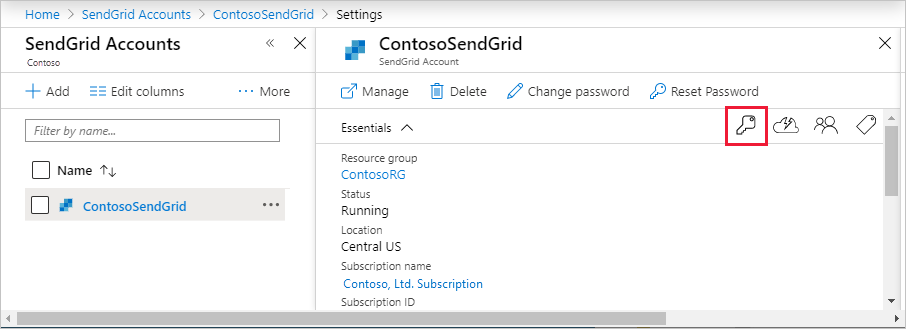 Home > SendGrid Accounts > ContosoSendGrid > Settings
SendGrid Accounts
Contoso
Add Edit columns ··· More
Filter by name...
Name
ContosoSendGrid ···
ContosoSendGrid
SendGrid Account
Manage Delete Change password Reset Password
Essentials
Resource group
ContosoRG
Status
Running
Location
Central US
Subscription name
Contoso, Ltd. Subscription
Subscription ID